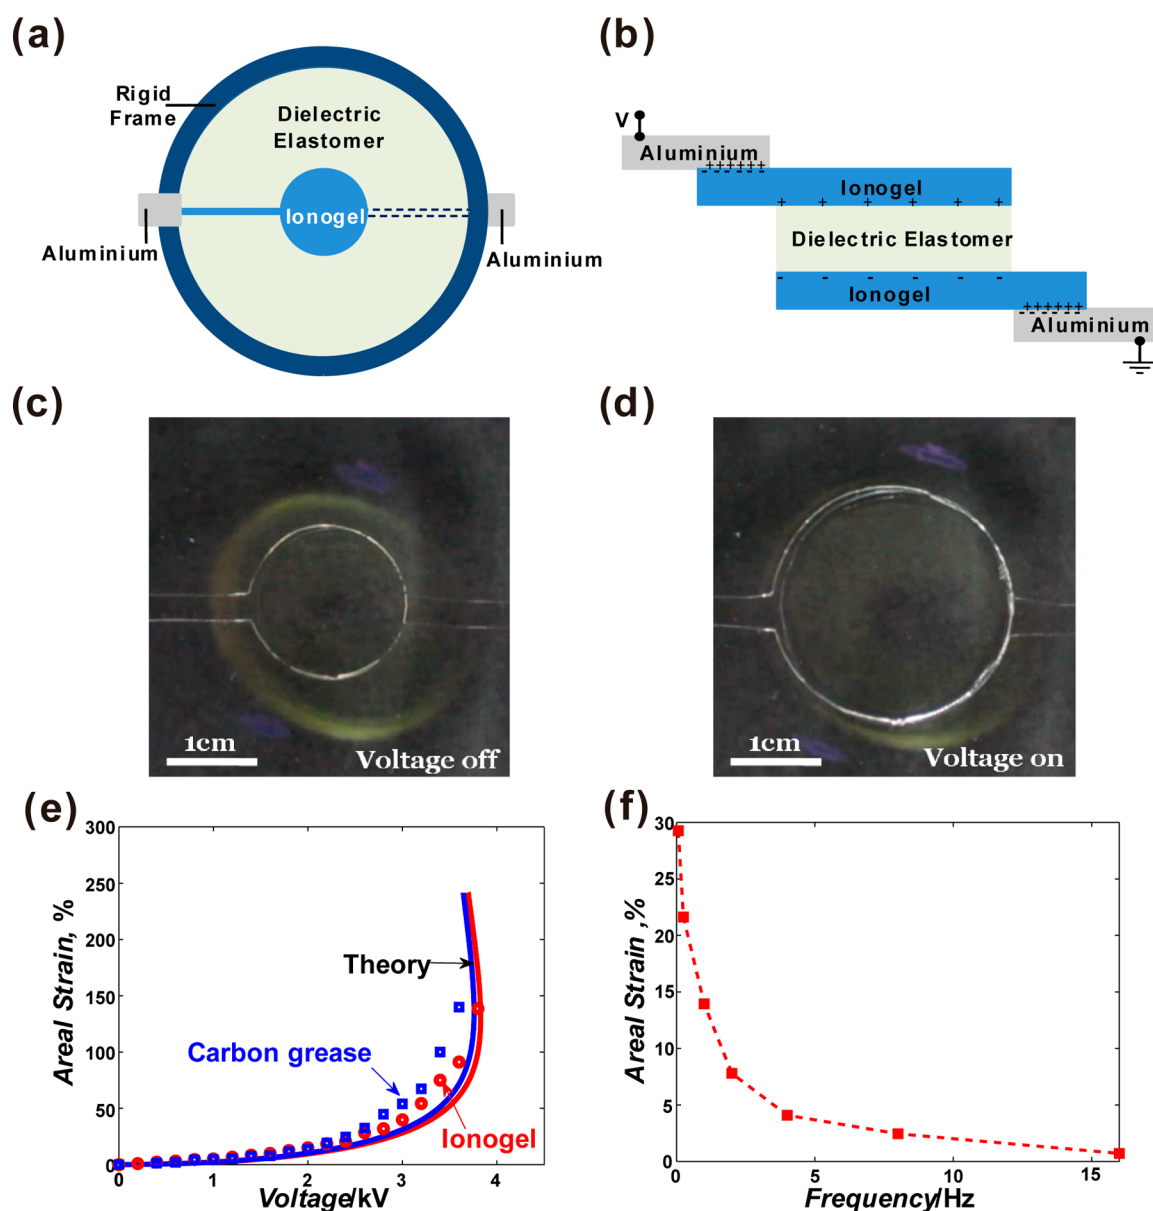 (a)
Rigid
Frame
Dielectric
Elastomer
Ionogel
Aluminium
Aluminium
(b)
V
Aluminium
++++++
------
Ionogel
+ + + + + +
Dielectric Elastomer
- - - - - -
Ionogel
++++++
------
Aluminium
(c)
1cm
Voltage off
(d)
1cm
Voltage on
(e)
300
250
200
150
100
50
0
Areal Strain, %
Theory
Carbon grease
Ionogel
0 1 2 3 4
Voltage/kV
(f)
30
25
20
15
10
5
0
Areal Strain ,%
0 5 10 15
Frequency/Hz